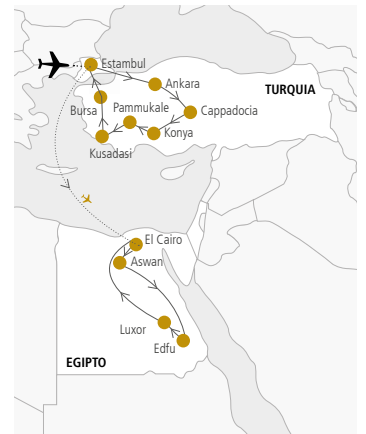 Estambul
Ankara
TURQUIA
Pammukale
Cappadocia
Bursa
Konya
Kusadasi
El Cairo
Aswan
Luxor
Edfu
EGIPTO